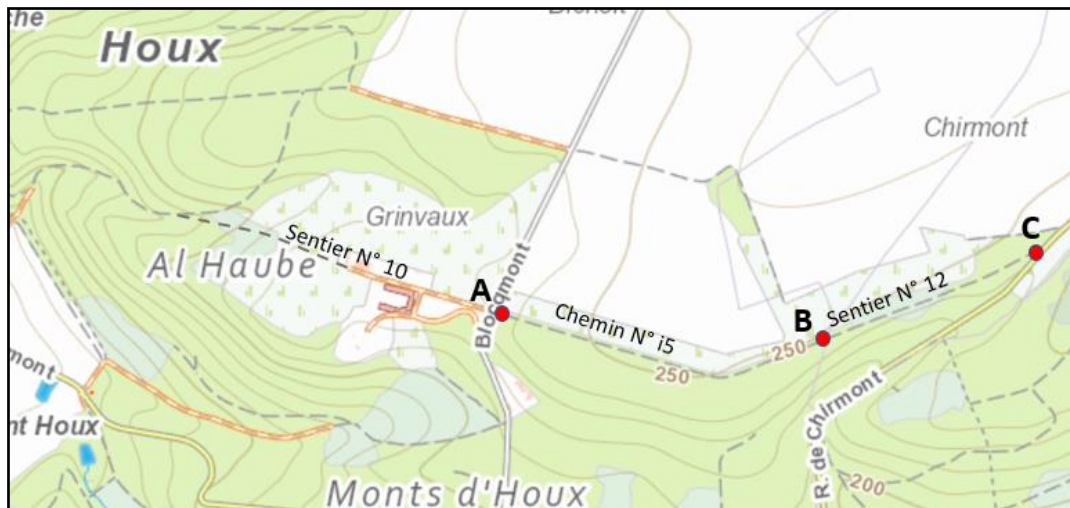 Houx
Chirmont
Grinvaux
Sentier N° 10
Al Haube
A
Blocqmont
Chemin N° i5
C
B
Sentier N° 12
250
250
R. de Chirmont
nt Houx
Monts d'Houx
200